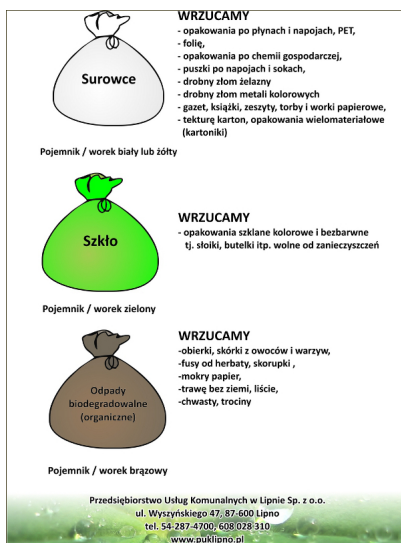 WRZUCAMY
- opakowania po płynach i napojach, PET,
- folię,
- opakowania po chemii gospodarczej,
- puszki po napojach i sokach,
- drobny złom żelazny
- drobny złom metali kolorowych
- gazet, książki, zeszyty, torby i worki papierowe,
- tekturę karton, opakowania wielomateriałowe
(kartoniki)
Surowce
Pojemnik / worek biały lub żółty
WRZUCAMY
- opakowania szklane kolorowe i bezbarwne
tj. słoiki, butelki itp. wolne od zanieczyszczeń
Szkło
Pojemnik / worek zielony
WRZUCAMY
-obierki, skórki z owoców i warzyw,
-fusy od herbaty, skorupki ,
-mokry papier,
-trawę bez ziemi, liście,
-chwasty, trociny
Odpady
biodegradowalne
(organiczne)
Pojemnik / worek brązowy
Przedsiębiorstwo Usług Komunalnych w Lipnie Sp. z o.o.
ul. Wyszyńskiego 47, 87-600 Lipno
tel. 54-287-4700, 608 028 310
www.puklipno.pl